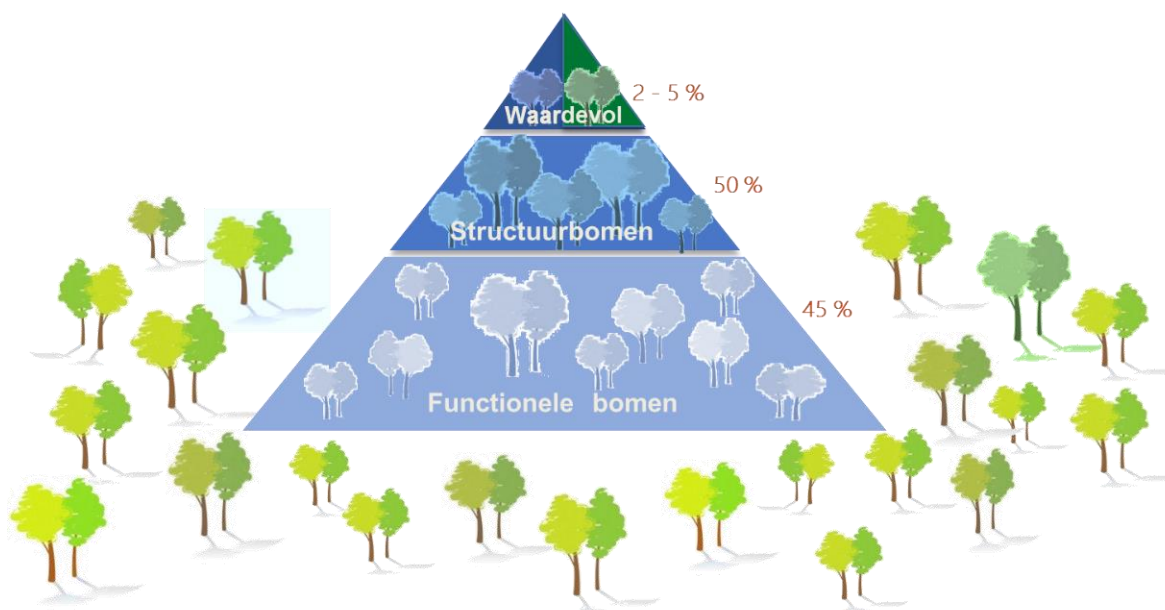 2 - 5 %
Waardevol
50 %
Structuurbomen
45 %
Functionele bomen